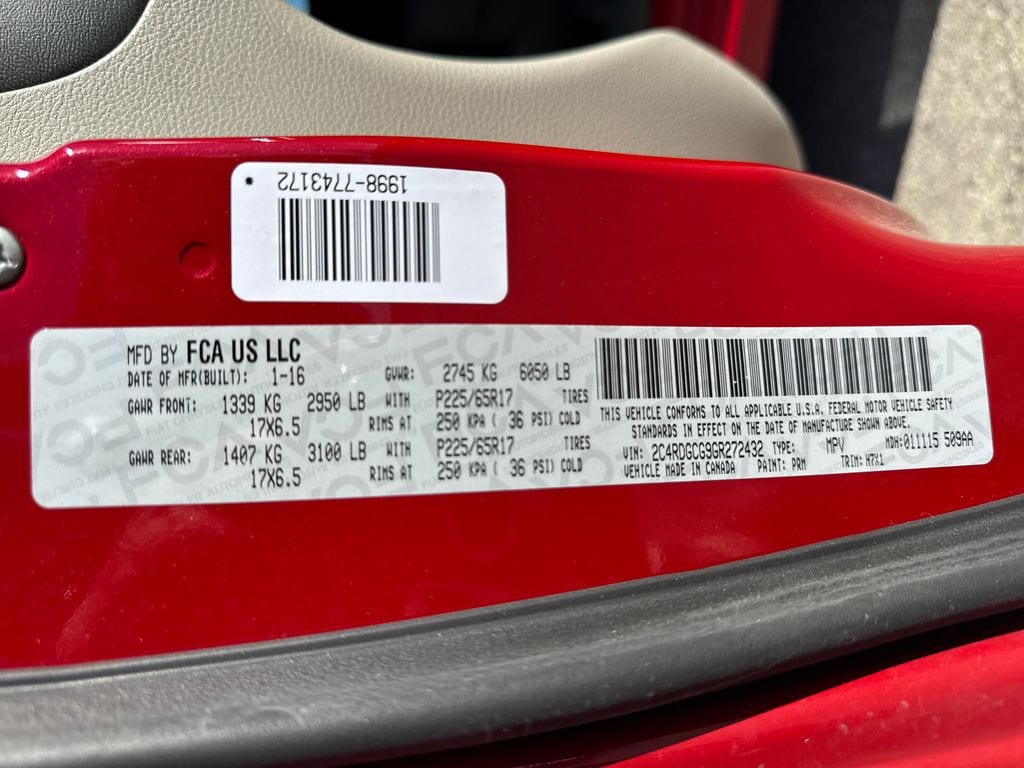 1998-7743172
MFD BY FCA US LLC
DATE OF MFR(BUILT): 1-16 GVWR: 2745 KG 6050 LB
GAWR FRONT: 1339 KG 2950 LB WITH P225/65R17 TIRES
17X6.5 RIMS AT 250 KPA ( 36 PSI) COLD
GAWR REAR: 1407 KG 3100 LB WITH P225/65R17 TIRES
17X6.5 RIMS AT 250 KPA ( 36 PSI) COLD
THIS VEHICLE CONFORMS TO ALL APPLICABLE U.S.A. FEDERAL MOTOR VEHICLE SAFETY
STANDARDS IN EFFECT ON THE DATE OF MANUFACTURE SHOWN ABOVE.
VIN: 2C4RDGCG9GR272432 TYPE: MPV MDH:011115 509AA
VEHICLE MADE IN CANADA PAINT: PRM TRIM: H7X1